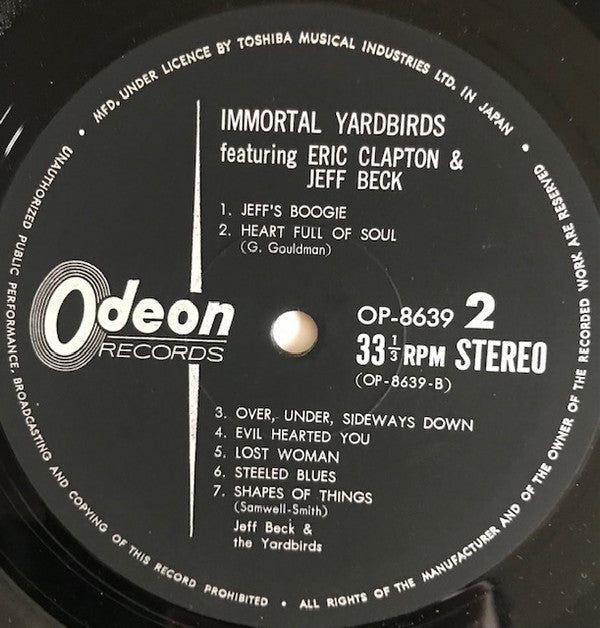 MFD. UNDER LICENCE BY TOSHIBA MUSICAL INDUSTRIES LTD. IN JAPAN •
ALL RIGHTS OF THE MANUFACTURER AND OF THE OWNER OF THE RECORDED WORK ARE RESERVED •
UNAUTHORIZED PUBLIC PERFORMANCE, BROADCASTING AND COPYING OF THIS RECORD PROHIBITED •
IMMORTAL YARDBIRDS
featuring ERIC CLAPTON &
JEFF BECK
1. JEFF'S BOOGIE
2. HEART FULL OF SOUL
(G. Gouldman)
Odeon
RECORDS
OP-8639 2
33 1/3 RPM STEREO
(OP-8639-B)
3. OVER, UNDER, SIDEWAYS DOWN
4. EVIL HEARTED YOU
5. LOST WOMAN
6. STEELED BLUES
7. SHAPES OF THINGS
(Samwell-Smith)
Jeff Beck &
the Yardbirds